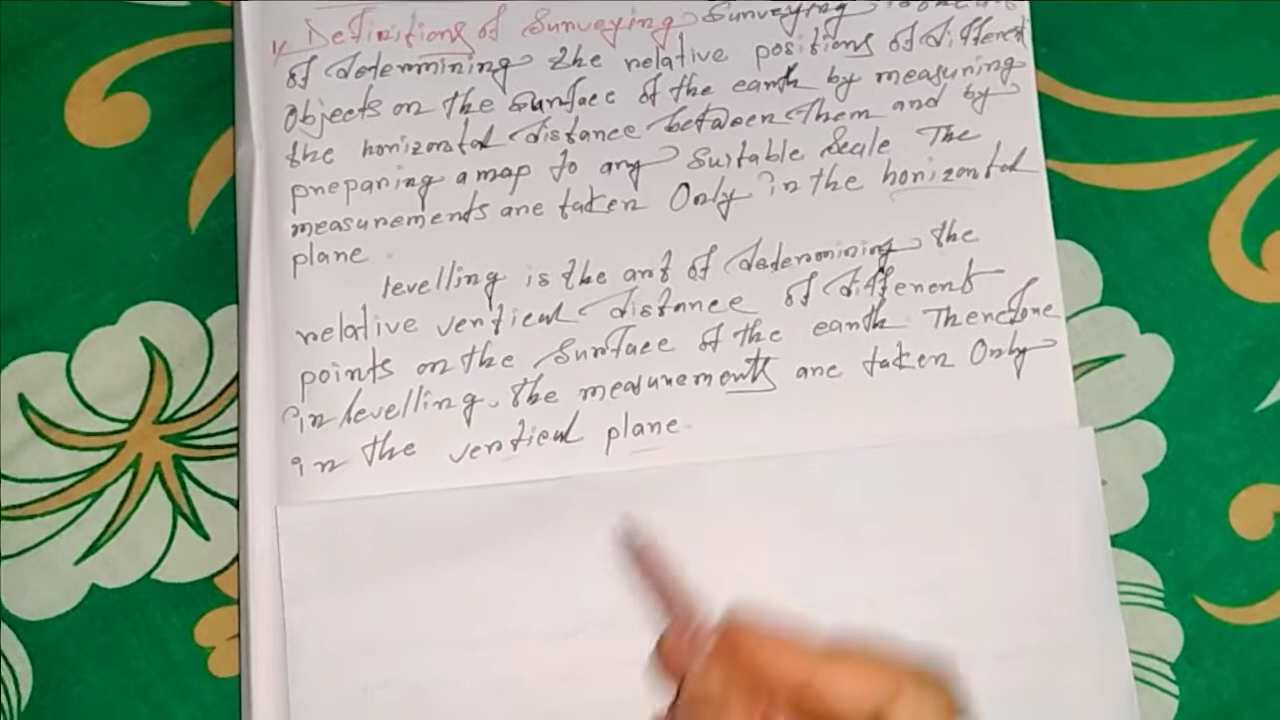 1) Definitions of Surveying Surveying is
of determining the relative positions of different
Objects on the surface of the earth by measuring
the horizontal distance between them and by
preparing a map to any suitable Scale The
measurements are taken Only in the horizontal
plane
levelling is the art of determining the
relative vertical distance of different
points on the surface of the earth Therefore
in levelling, the measurements are taken Only
in the vertical plane.